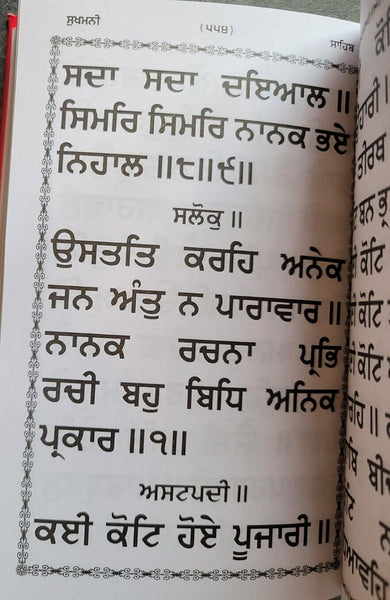 ਸੁਖਮਨੀ (੫੫੪) ਸਾਹਿਬ
ਸਦਾ ਸਦਾ ਦਇਆਲ ॥
ਸਿਮਰਿ ਸਿਮਰਿ ਨਾਨਕ ਭਏ
ਨਿਹਾਲ ॥੮॥੯॥
ਸਲੋਕੁ ॥
ਉਸਤਤਿ ਕਰਹਿ ਅਨੇਕ
ਜਨ ਅੰਤੁ ਨ ਪਾਰਾਵਾਰ ॥
ਨਾਨਕ ਰਚਨਾ ਪ੍ਰਭਿ
ਰਚੀ ਬਹੁ ਬਿਧਿ ਅਨਿਕ
ਪ੍ਰਕਾਰ ॥੧॥
ਅਸਟਪਦੀ ॥
ਕਈ ਕੋਟਿ ਹੋਏ ਪੂਜਾਰੀ ॥
ਤੀਰਥ
ਕੋਟਿ